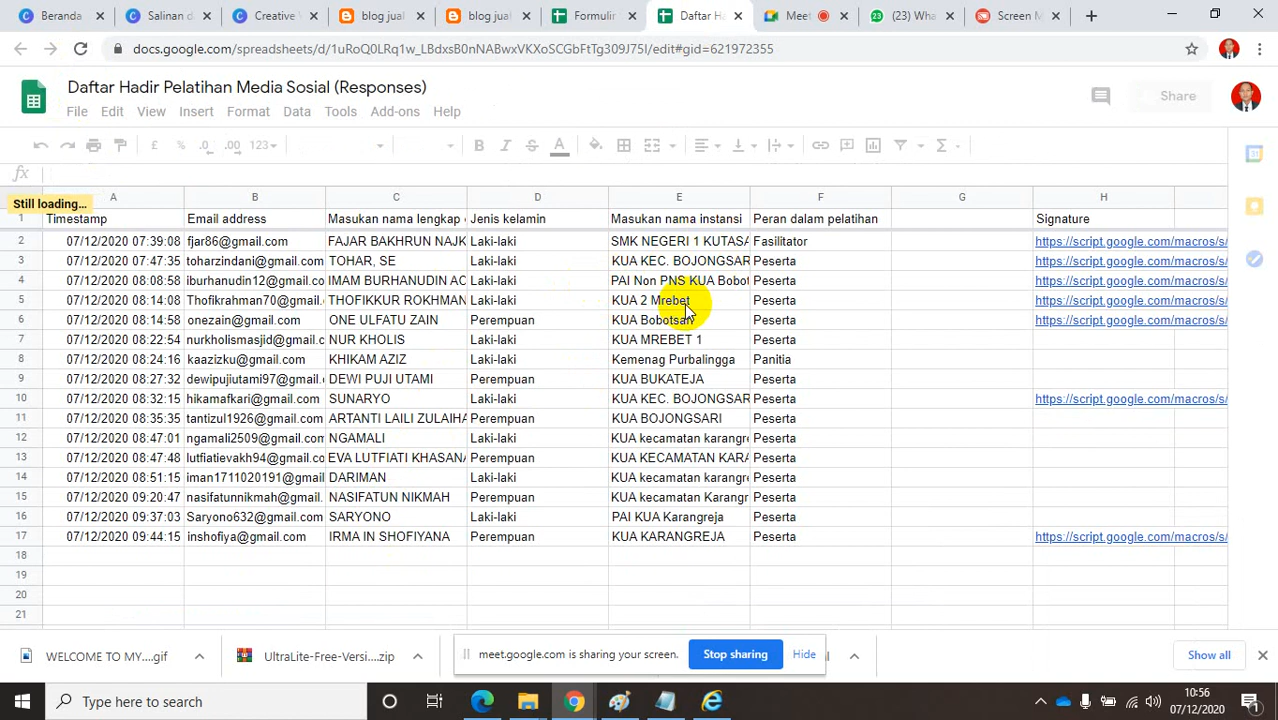 Beranda
Salinan d
Creative V
blog jual
blog jual
Formulir
Daftar Ha
Meet
(23) Wha
Screen M
docs.google.com/spreadsheets/d/1uRoQ0LRq1w_LBdxsB0nNABwxVKXoSCGbFtTg309J75I/edit#gid=621972355
Daftar Hadir Pelatihan Media Sosial (Responses)
Share
File Edit View Insert Format Data Tools Add-ons Help
£ % .0 .00 123 B I S A Σ
fx
Still loading...
A B C D E F G H
1 Timestamp Email address Masukan nama lengkap Jenis kelamin Masukan nama instansi Peran dalam pelatihan Signature
2 07/12/2020 07:39:08 fjar86@gmail.com FAJAR BAKHRUN NAJK Laki-laki SMK NEGERI 1 KUTASA Fasilitator https://script.google.com/macros/s/
3 07/12/2020 07:47:35 toharzindani@gmail.com TOHAR, SE Laki-laki KUA KEC. BOJONGSAR Peserta https://script.google.com/macros/s/
4 07/12/2020 08:08:58 iburhanudin12@gmail.com IMAM BURHANUDIN AC Laki-laki PAI Non PNS KUA Bobot Peserta https://script.google.com/macros/s/
5 07/12/2020 08:14:08 Thofikrahman70@gmail.com THOFIKKUR ROKHMAN Laki-laki KUA 2 Mrebet Peserta https://script.google.com/macros/s/
6 07/12/2020 08:14:58 onezain@gmail.com ONE ULFATU ZAIN Perempuan KUA Bobotsari Peserta https://script.google.com/macros/s/
7 07/12/2020 08:22:54 nurkholismasjid@gmail.com NUR KHOLIS Laki-laki KUA MREBET 1 Peserta
8 07/12/2020 08:24:16 kaazizku@gmail.com KHIKAM AZIZ Laki-laki Kemenag Purbalingga Panitia
9 07/12/2020 08:27:32 dewipujiutami97@gmail. DEWI PUJI UTAMI Perempuan KUA BUKATEJA Peserta
10 07/12/2020 08:32:15 hikamafkari@gmail.com SUNARYO Laki-laki KUA KEC. BOJONGSAR Peserta https://script.google.com/macros/s/
11 07/12/2020 08:35:35 tantizul1926@gmail.com ARTANTI LAILI ZULAIHA Perempuan KUA BOJONGSARI Peserta
12 07/12/2020 08:47:01 ngamali2509@gmail.com NGAMALI Laki-laki KUA kecamatan karangre Peserta
13 07/12/2020 08:47:48 lutfiatievakh94@gmail.com EVA LUTFIATI KHASANA Perempuan KUA KECAMATAN KARA Peserta
14 07/12/2020 08:51:15 iman1711020191@gmail DARIMAN Laki-laki KUA kecamatan karangr Peserta
15 07/12/2020 09:20:47 nasifatunnikmah@gmail. NASIFATUN NIKMAH Perempuan KUA kecamatan Karangr Peserta
16 07/12/2020 09:37:03 Saryono632@gmail.com SARYONO Laki-laki PAI KUA Karangreja Peserta
17 07/12/2020 09:44:15 inshofiya@gmail.com IRMA IN SHOFIYANA Perempuan KUA KARANGREJA Peserta https://script.google.com/macros/s/
18
19
20
21
WELCOME TO MY....gif
UltraLite-Free-Versi....zip
meet.google.com is sharing your screen. Stop sharing Hide
Show all
Type here to search
10:56
07/12/2020
1